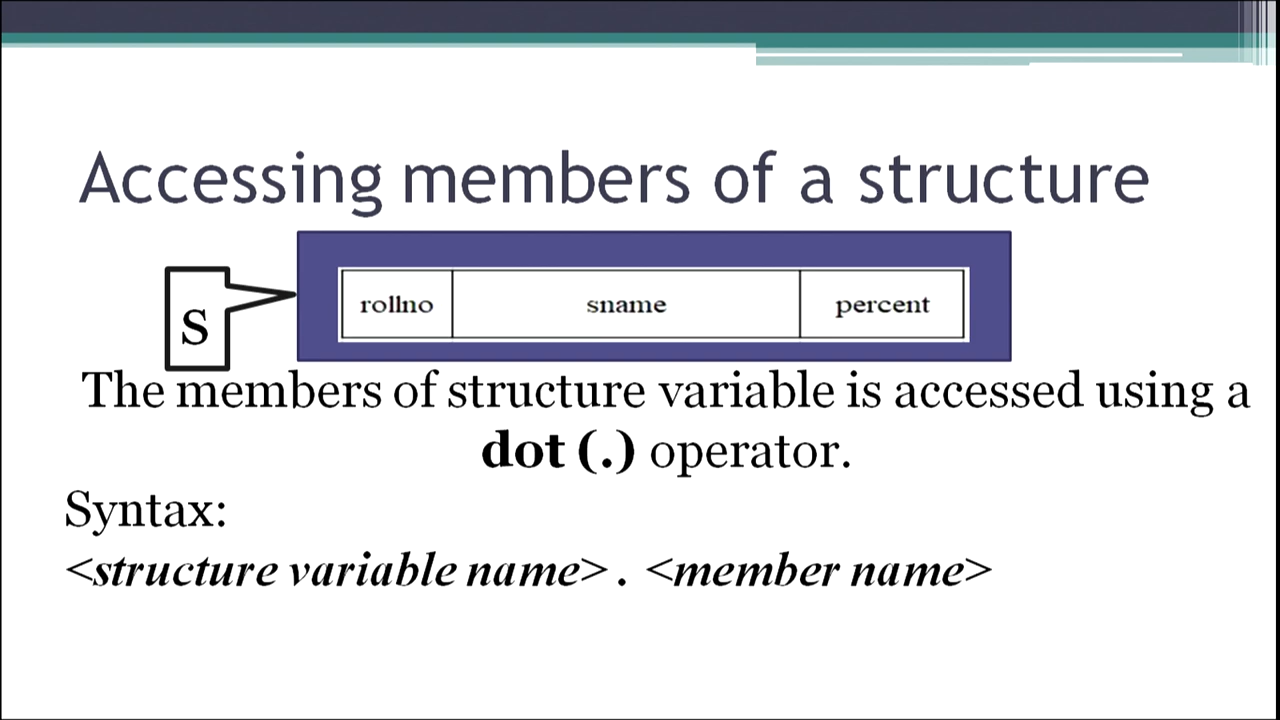 Accessing members of a structure
S
rollno sname percent
The members of structure variable is accessed using a
dot (.) operator.
Syntax:
<structure variable name> . <member name>